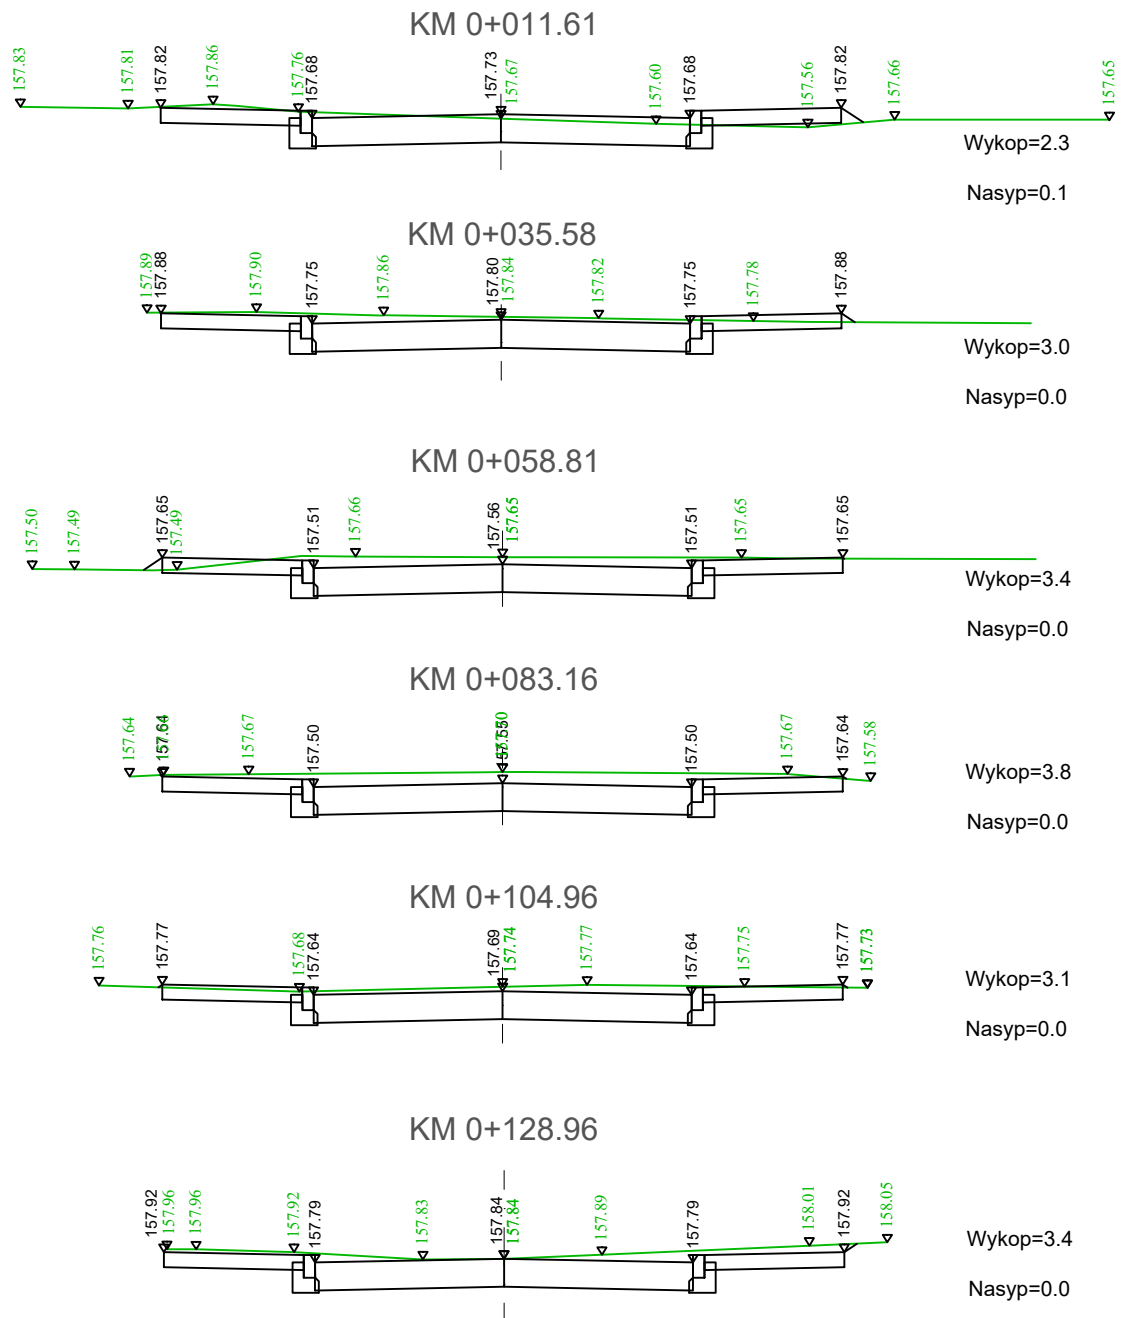 KM 0+011.61
157.83 157.81 157.82 157.86 157.76 157.68 157.73 157.67 157.60 157.68 157.56 157.82 157.66 157.65
Wykop=2.3
Nasyp=0.1
KM 0+035.58
157.89 157.88 157.90 157.75 157.86 157.80 157.84 157.82 157.75 157.78 157.88
Wykop=3.0
Nasyp=0.0
KM 0+058.81
157.50 157.49 157.65 157.49 157.51 157.66 157.56 157.65 157.51 157.65 157.65
Wykop=3.4
Nasyp=0.0
KM 0+083.16
157.64 157.64 157.67 157.50 157.55 157.50 157.67 157.64 157.58
Wykop=3.8
Nasyp=0.0
KM 0+104.96
157.76 157.77 157.68 157.64 157.69 157.74 157.77 157.64 157.75 157.77 157.73
Wykop=3.1
Nasyp=0.0
KM 0+128.96
157.92 157.96 157.96 157.92 157.79 157.83 157.84 157.84 157.89 157.79 158.01 157.92 158.05
Wykop=3.4
Nasyp=0.0